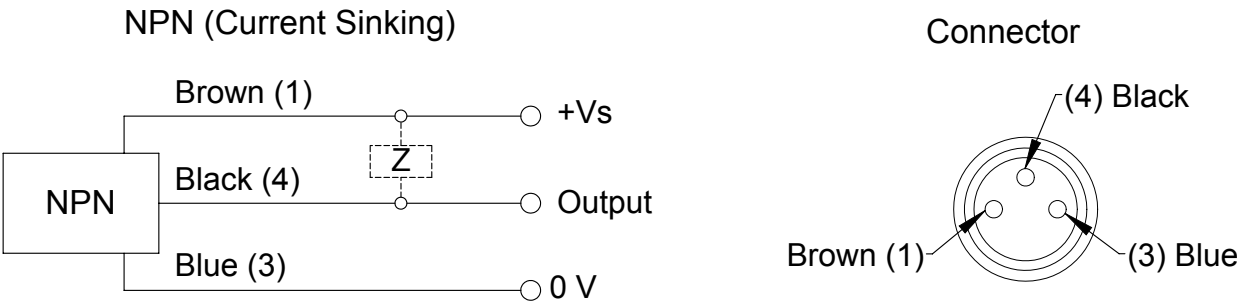 NPN (Current Sinking)
Brown (1)
+Vs
Z
NPN
Black (4)
Output
Blue (3)
0 V
Connector
(4) Black
Brown (1)
(3) Blue